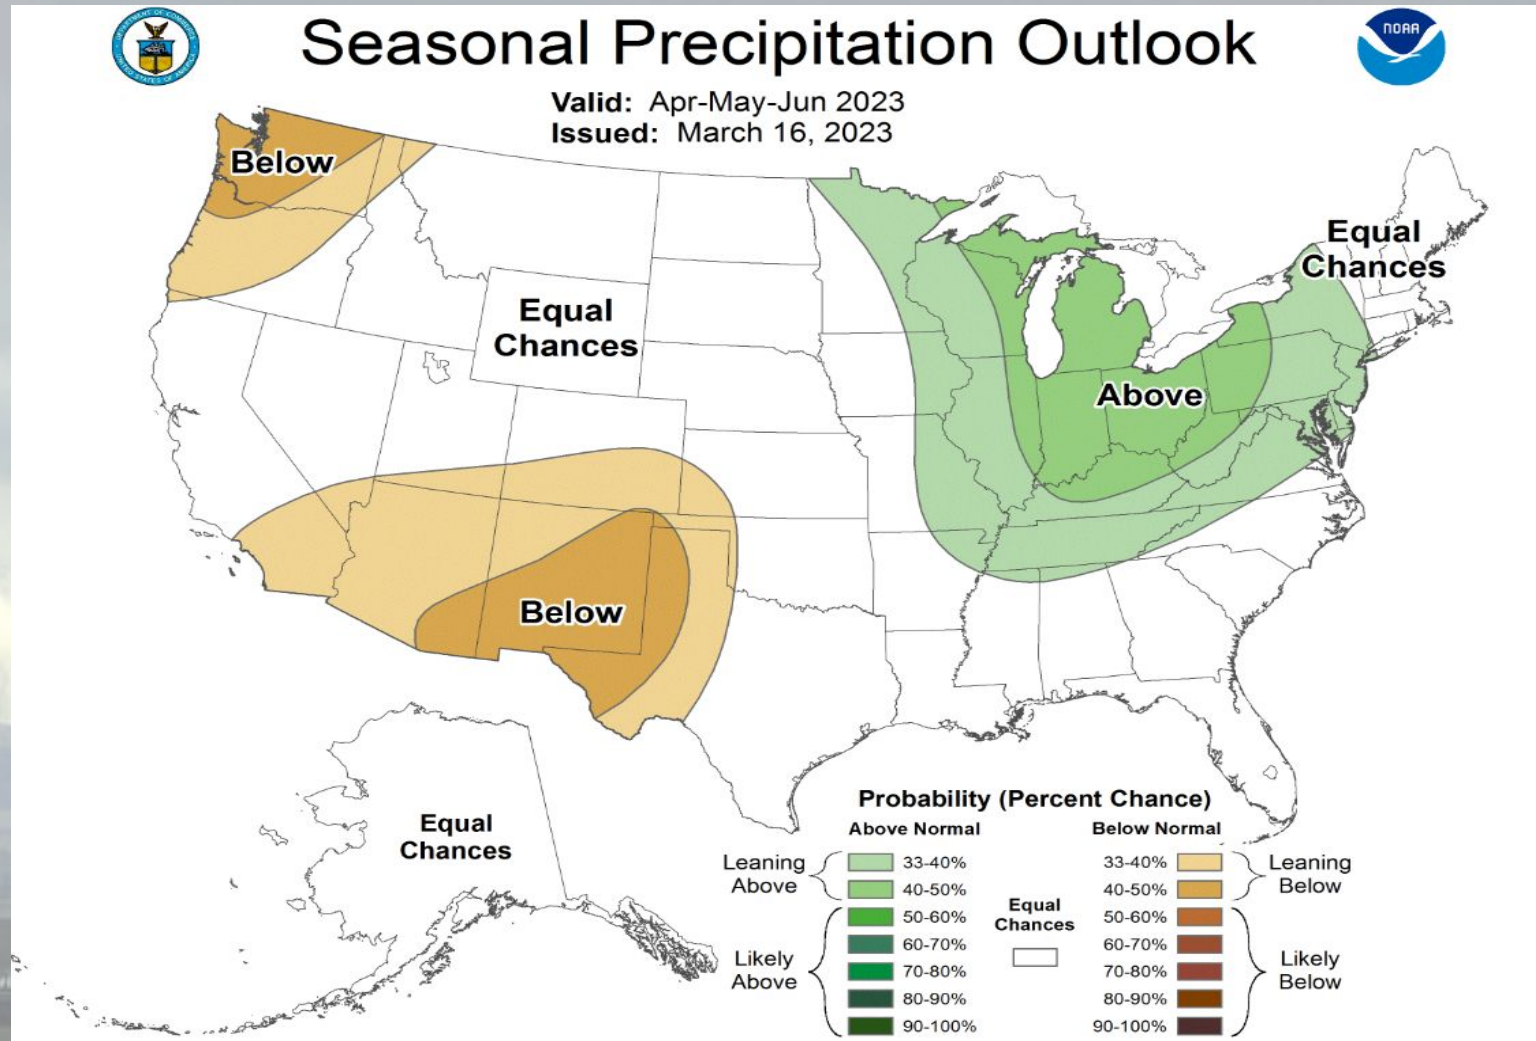 Seasonal Precipitation Outlook
NOAA
Valid: Apr-May-Jun 2023
Issued: March 16, 2023
Below
Equal
Chances
Equal
Chances
Above
Below
Equal
Chances
Probability (Percent Chance)
Above Normal
Below Normal
Leaning
Above
33-40%
40-50%
Likely
Above
50-60%
60-70%
70-80%
80-90%
90-100%
Equal
Chances
33-40%
40-50%
Leaning
Below
50-60%
60-70%
70-80%
80-90%
90-100%
Likely
Below